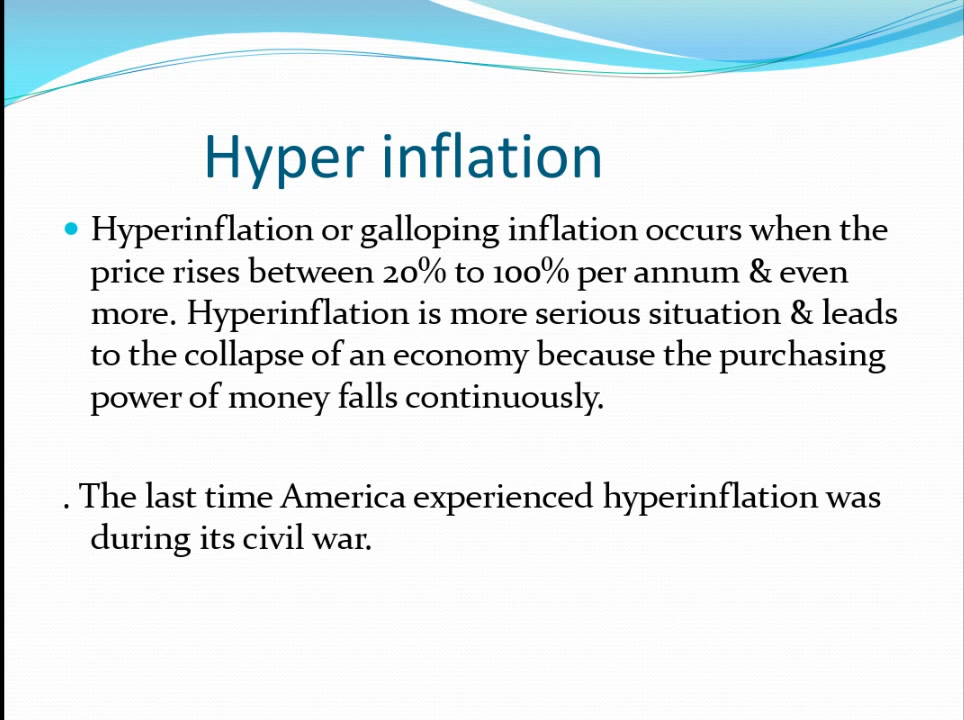 Hyper inflation
• Hyperinflation or galloping inflation occurs when the
price rises between 20% to 100% per annum & even
more. Hyperinflation is more serious situation & leads
to the collapse of an economy because the purchasing
power of money falls continuously.
. The last time America experienced hyperinflation was
during its civil war.